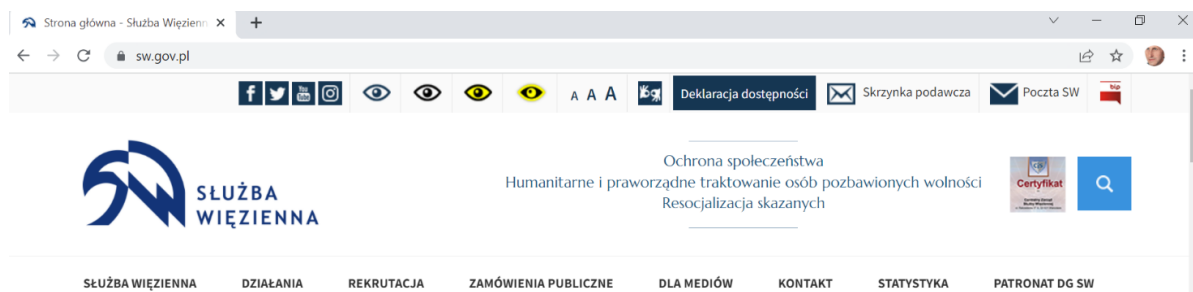 Strona główna - Służba Więzienn
sw.gov.pl
You Tube
A A A
Deklaracja dostępności
Skrzynka podawcza
Poczta SW
bip
SŁUŻBA
WIĘZIENNA
Ochrona społeczeństwa
Humanitarne i praworządne traktowanie osób pozbawionych wolności
Resocjalizacja skazanych
Certyfikat
SŁUŻBA WIĘZIENNA DZIAŁANIA REKRUTACJA ZAMÓWIENIA PUBLICZNE DLA MEDIÓW KONTAKT STATYSTYKA PATRONAT DG SW